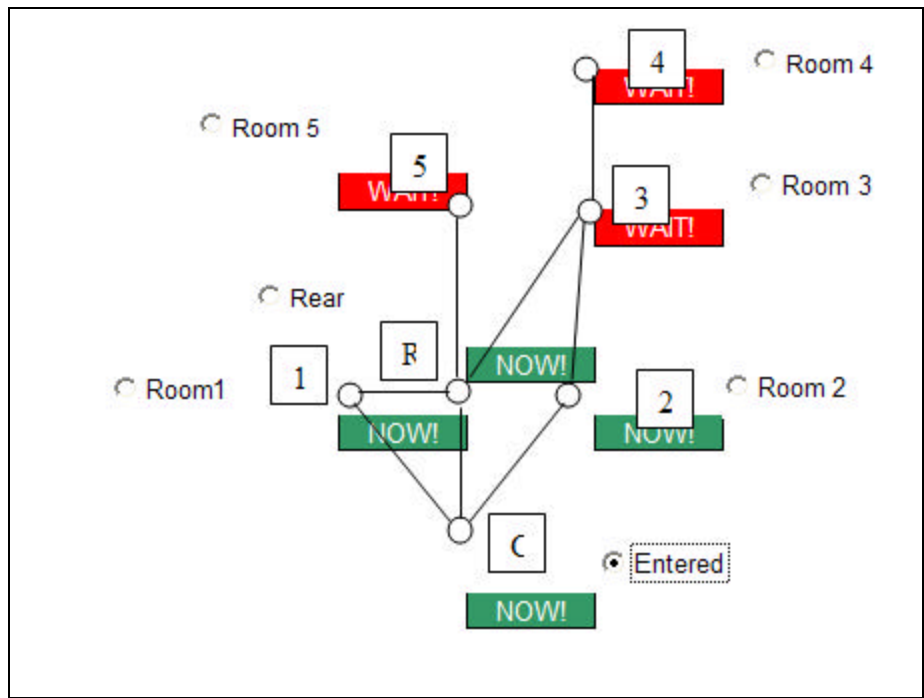 4
Room 4
WAIT!
Room 5
5
WAIT!
3
Room 3
WAIT!
Rear
R
NOW!
1
Room1
2
Room 2
NOW!
NOW!
C
Entered
NOW!